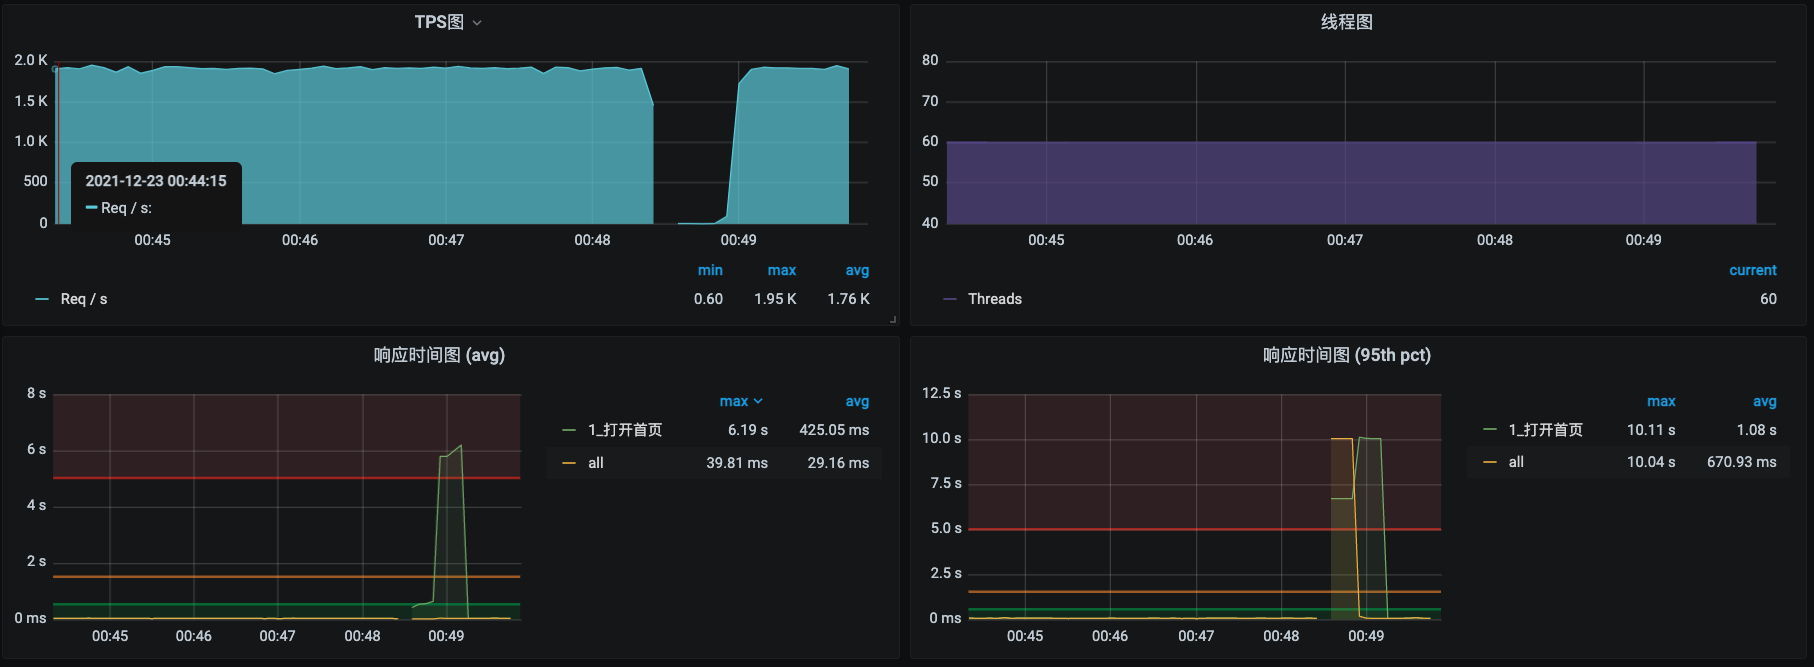 TPS图
2.0 K
1.5 K
1.0 K
500
0
2021-12-23 00:44:15
Req / s:
00:45 00:46 00:47 00:48 00:49
min max avg
Req / s 0.60 1.95 K 1.76 K
线程图
80
70
60
50
40
00:45 00:46 00:47 00:48 00:49
current
Threads 60
响应时间图 (avg)
8 s
6 s
4 s
2 s
0 ms
00:45 00:46 00:47 00:48 00:49
max avg
1_打开首页 6.19 s 425.05 ms
all 39.81 ms 29.16 ms
响应时间图 (95th pct)
12.5 s
10.0 s
7.5 s
5.0 s
2.5 s
0 ms
00:45 00:46 00:47 00:48 00:49
max avg
1_打开首页 10.11 s 1.08 s
all 10.04 s 670.93 ms